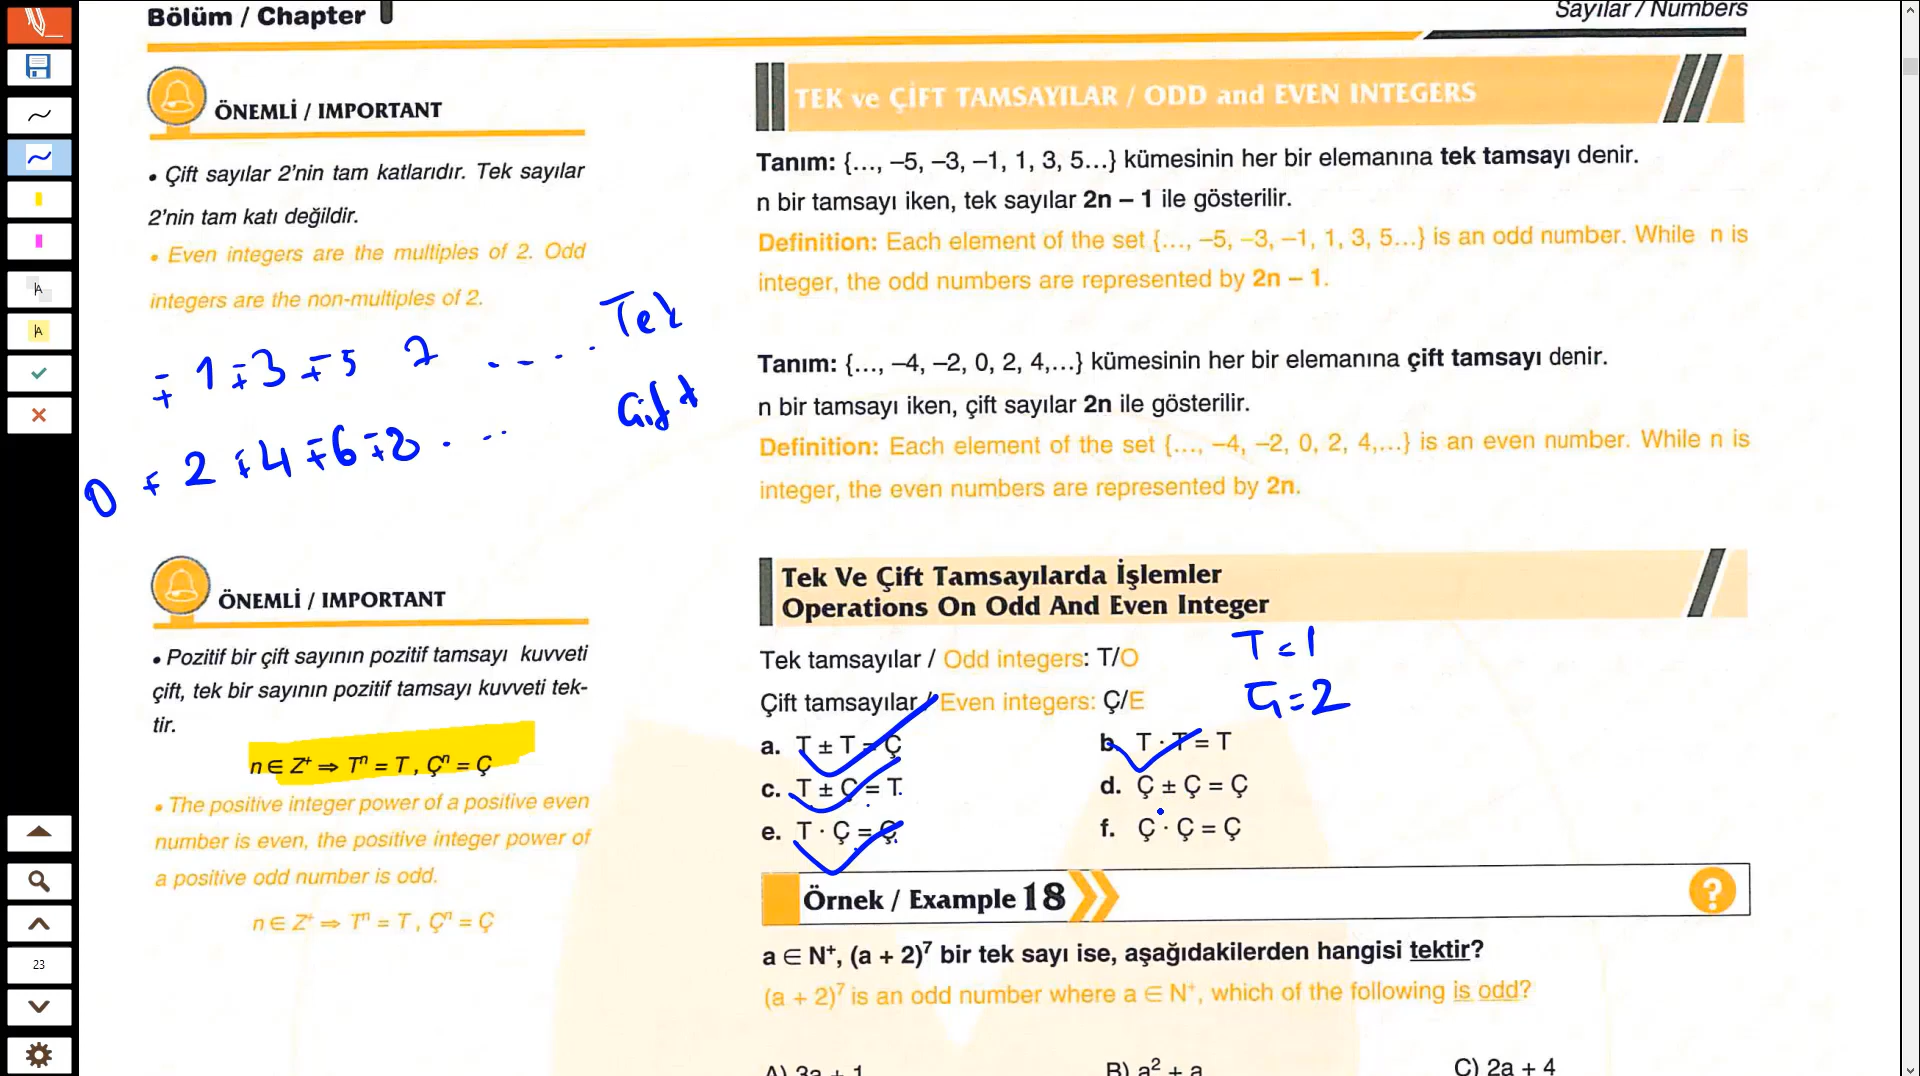 Bölüm / Chapter
Sayılar / Numbers
ÖNEMLİ / IMPORTANT
• Çift sayılar 2'nin tam katlarıdır. Tek sayılar
2'nin tam katı değildir.
• Even integers are the multiples of 2. Odd
integers are the non-multiples of 2.
∓ 1 ∓ 3 ∓ 5 7 . . . . . Tek
0 ∓ 2 ∓ 4 ∓ 6 ∓ 8 . . . Çift
ÖNEMLİ / IMPORTANT
• Pozitif bir çift sayının pozitif tamsayı kuvveti
çift, tek bir sayının pozitif tamsayı kuvveti tek-
tir.
n ∈ Z⁺ ⇒ Tⁿ = T , Çⁿ = Ç
• The positive integer power of a positive even
number is even, the positive integer power of
a positive odd number is odd.
n ∈ Z ⇒ Tⁿ = T , Çⁿ = Ç
TEK ve ÇİFT TAMSAYILAR / ODD and EVEN INTEGERS
Tanım: {…, –5, –3, –1, 1, 3, 5…} kümesinin her bir elemanına tek tamsayı denir.
n bir tamsayı iken, tek sayılar 2n – 1 ile gösterilir.
Definition: Each element of the set {…, –5, –3, –1, 1, 3, 5…} is an odd number. While n is
integer, the odd numbers are represented by 2n – 1.
Tanım: {…, –4, –2, 0, 2, 4,…} kümesinin her bir elemanına çift tamsayı denir.
n bir tamsayı iken, çift sayılar 2n ile gösterilir.
Definition: Each element of the set {…, –4, –2, 0, 2, 4,…} is an even number. While n is
integer, the even numbers are represented by 2n.
Tek Ve Çift Tamsayılarda İşlemler
Operations On Odd And Even Integer
Tek tamsayılar / Odd integers: T/O
T = 1
Çift tamsayılar / Even integers: Ç/E
Ç = 2
a. T ± T = Ç
b. T · T = T
c. T ± Ç = T
d. Ç ± Ç = Ç
e. T · Ç = Ç
f. Ç · Ç = Ç
Örnek / Example 18
?
a ∈ N⁺, (a + 2)⁷ bir tek sayı ise, aşağıdakilerden hangisi tektir?
(a + 2)⁷ is an odd number where a ∈ N⁺, which of the following is odd?
A) 3a + 1
B) a² + a
C) 2a + 4
23